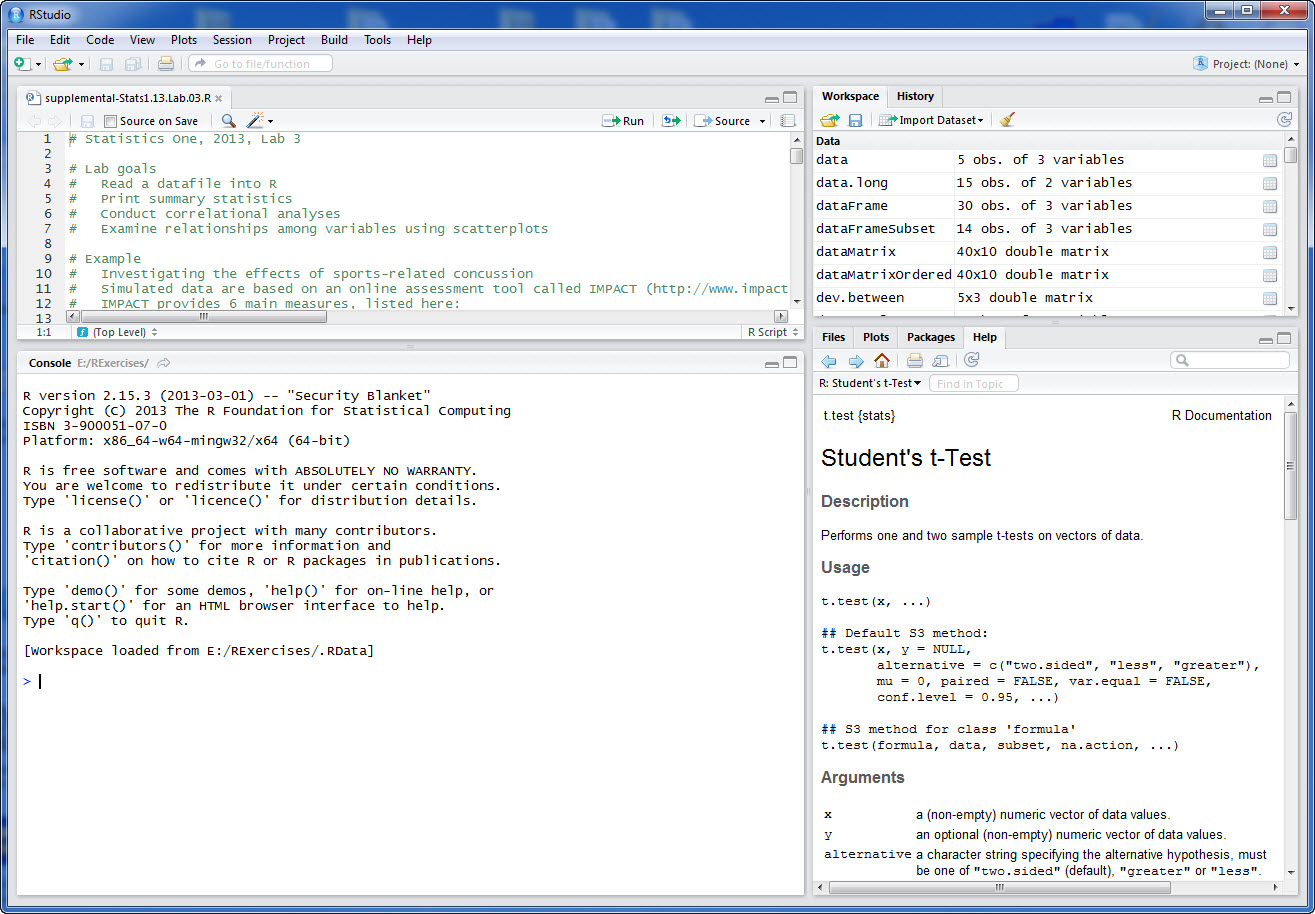 RStudio
File Edit Code View Plots Session Project Build Tools Help
Go to file/function
Project: (None)
supplemental-Stats1.13.Lab.03.R
Source on Save
Run
Source
1 # Statistics One, 2013, Lab 3
2
3 # Lab goals
4 #   Read a datafile into R
5 #   Print summary statistics
6 #   Conduct correlational analyses
7 #   Examine relationships among variables using scatterplots
8
9 # Example
10 #   Investigating the effects of sports-related concussion
11 #   Simulated data are based on an online assessment tool called IMPACT (http://www.impact
12 #   IMPACT provides 6 main measures, listed here:
13
1:1 (Top Level) R Script
Console E:/RExercises/
R version 2.15.3 (2013-03-01) -- "Security Blanket"
Copyright (C) 2013 The R Foundation for Statistical Computing
ISBN 3-900051-07-0
Platform: x86_64-w64-mingw32/x64 (64-bit)
R is free software and comes with ABSOLUTELY NO WARRANTY.
You are welcome to redistribute it under certain conditions.
Type 'license()' or 'licence()' for distribution details.
R is a collaborative project with many contributors.
Type 'contributors()' for more information and
'citation()' on how to cite R or R packages in publications.
Type 'demo()' for some demos, 'help()' for on-line help, or
'help.start()' for an HTML browser interface to help.
Type 'q()' to quit R.
[Workspace loaded from E:/RExercises/.RData]
>
Workspace History
Import Dataset
Data
data 5 obs. of 3 variables
data.long 15 obs. of 2 variables
dataFrame 30 obs. of 3 variables
dataFrameSubset 14 obs. of 3 variables
dataMatrix 40x10 double matrix
dataMatrixOrdered 40x10 double matrix
dev.between 5x3 double matrix
Files Plots Packages Help
R: Student's t-Test Find in Topic
t.test {stats} R Documentation
Student's t-Test
Description
Performs one and two sample t-tests on vectors of data.
Usage
t.test(x, ...)
## Default S3 method:
t.test(x, y = NULL,
alternative = c("two.sided", "less", "greater"),
mu = 0, paired = FALSE, var.equal = FALSE,
conf.level = 0.95, ...)
## S3 method for class 'formula'
t.test(formula, data, subset, na.action, ...)
Arguments
x a (non-empty) numeric vector of data values.
y an optional (non-empty) numeric vector of data values.
alternative a character string specifying the alternative hypothesis, must
be one of "two.sided" (default), "greater" or "less".